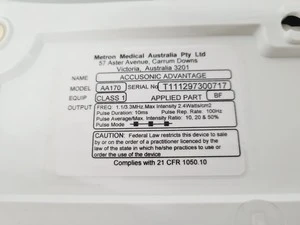 Metron Medical Australia Pty Ltd
57 Aster Avenue, Carrum Downs
Victoria, Australia 3201
NAME ACCUSONIC ADVANTAGE
MODEL AA170 SERIAL No T111297300717
EQUIP CLASS 1 APPLIED PART BF
OUTPUT FREQ: 1.1/3.3MHz, Max Intensity 2.4Watts/cm2
Pulse Duration: 10ms Pulse Rep. Rate: 100Hz
Pulse Average/Max. Intensity Ratio: 10, 20 & 50%
CAUTION: Federal Law restricts this device to sale
by or on the order of a practitioner licenced by the
law of the state in which he/she practices to use or
order the use of the device.
Complies with 21 CFR 1050.10